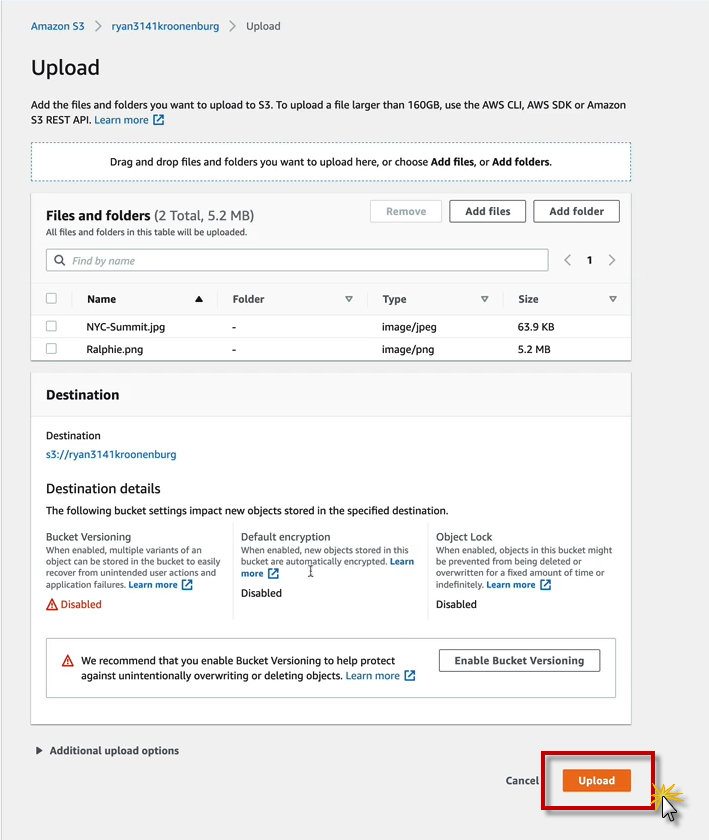 Amazon S3 > ryan3141kroonenburg > Upload
Upload
Add the files and folders you want to upload to S3. To upload a file larger than 160GB, use the AWS CLI, AWS SDK or Amazon
S3 REST API. Learn more
Drag and drop files and folders you want to upload here, or choose Add files, or Add folders.
Files and folders (2 Total, 5.2 MB)
All files and folders in this table will be uploaded.
Remove
Add files
Add folder
Find by name
< 1 >
Name Folder Type Size
NYC-Summit.jpg - image/jpeg 63.9 KB
Ralphie.png - image/png 5.2 MB
Destination
Destination
s3://ryan3141kroonenburg
Destination details
The following bucket settings impact new objects stored in the specified destination.
Bucket Versioning
When enabled, multiple variants of an
object can be stored in the bucket to easily
recover from unintended user actions and
application failures. Learn more
Disabled
Default encryption
When enabled, new objects stored in this
bucket are automatically encrypted. Learn
more
Disabled
Object Lock
When enabled, objects in this bucket might
be prevented from being deleted or
overwritten for a fixed amount of time or
indefinitely. Learn more
Disabled
We recommend that you enable Bucket Versioning to help protect
against unintentionally overwriting or deleting objects. Learn more
Enable Bucket Versioning
Additional upload options
Cancel
Upload